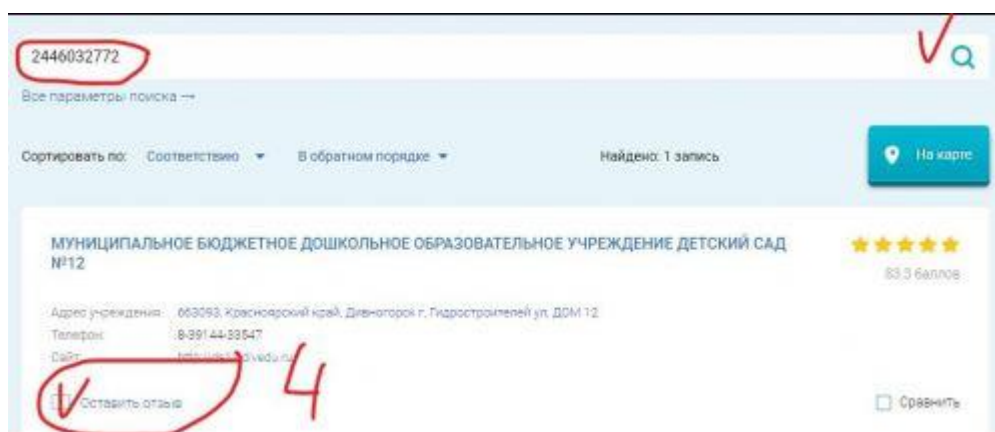 2446032772
Все параметры поиска →
Сортировать по: Соответствию В обратном порядке Найдено: 1 запись На карте
МУНИЦИПАЛЬНОЕ БЮДЖЕТНОЕ ДОШКОЛЬНОЕ ОБРАЗОВАТЕЛЬНОЕ УЧРЕЖДЕНИЕ ДЕТСКИЙ САД
№12
83.3 баллов
Адрес учреждения: 663093, Красноярский край, Дивногорск г, Гидростроителей ул, ДОМ 12
Телефон: 8-39144-33547
Сайт:
4
Оставить отзыв Сравнить